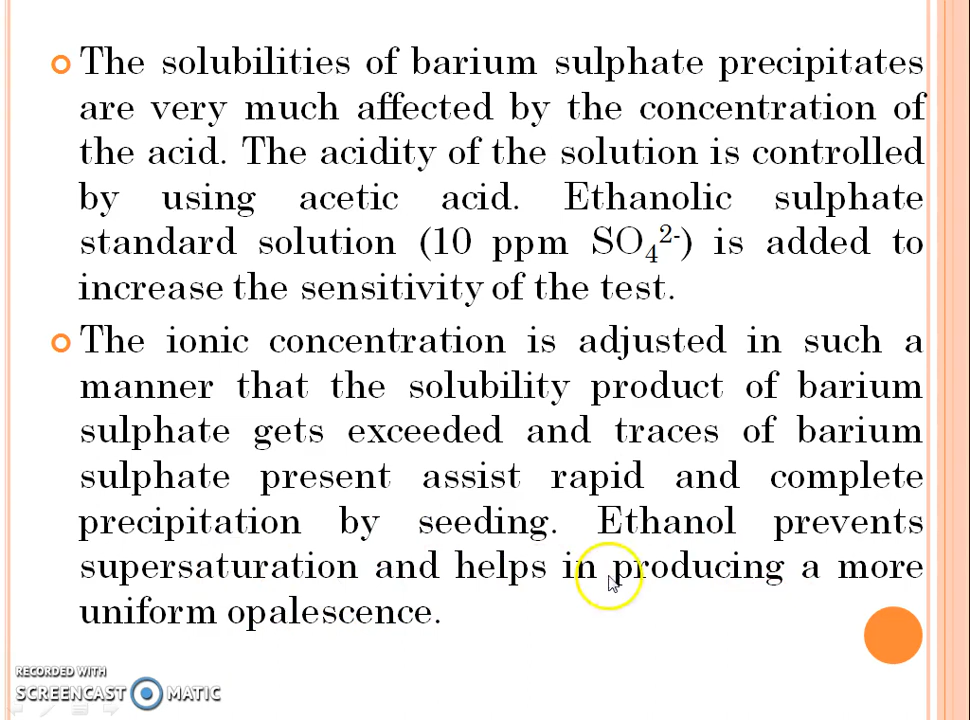 The solubilities of barium sulphate precipitates
are very much affected by the concentration of
the acid. The acidity of the solution is controlled
by using acetic acid. Ethanolic sulphate
standard solution (10 ppm SO₄²⁻) is added to
increase the sensitivity of the test.
The ionic concentration is adjusted in such a
manner that the solubility product of barium
sulphate gets exceeded and traces of barium
sulphate present assist rapid and complete
precipitation by seeding. Ethanol prevents
supersaturation and helps in producing a more
uniform opalescence.
RECORDED WITH
SCREENCAST MATIC